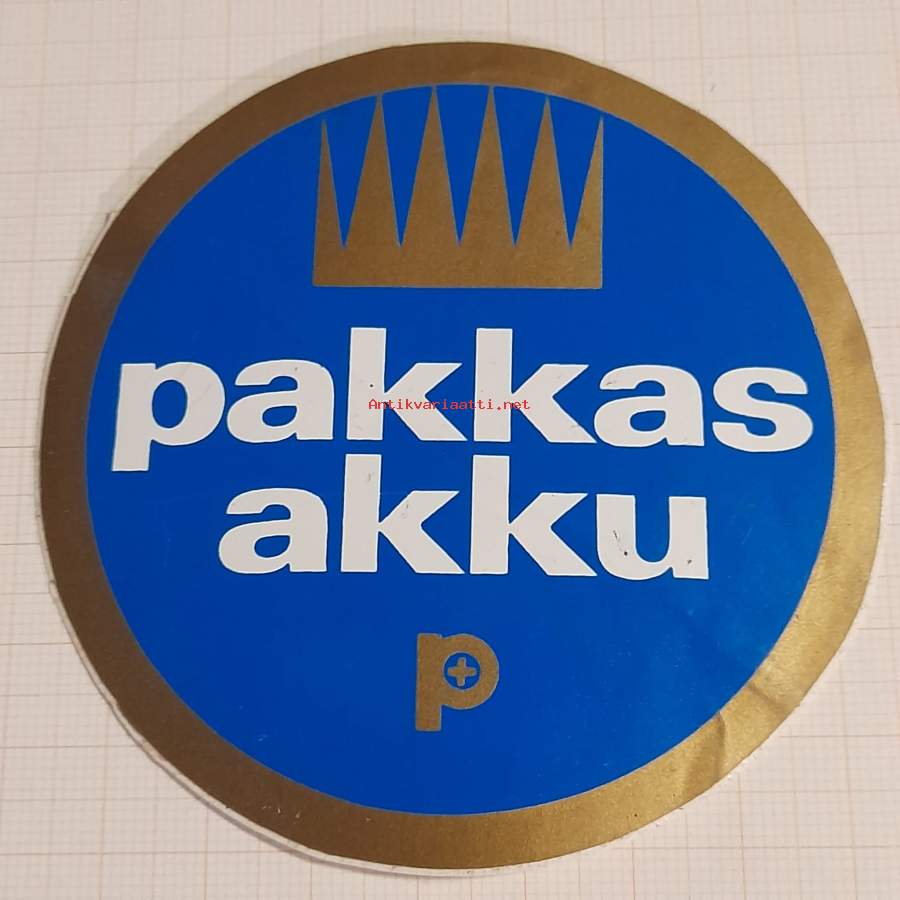 pakkas
Antikvariaatti.net
akku
p